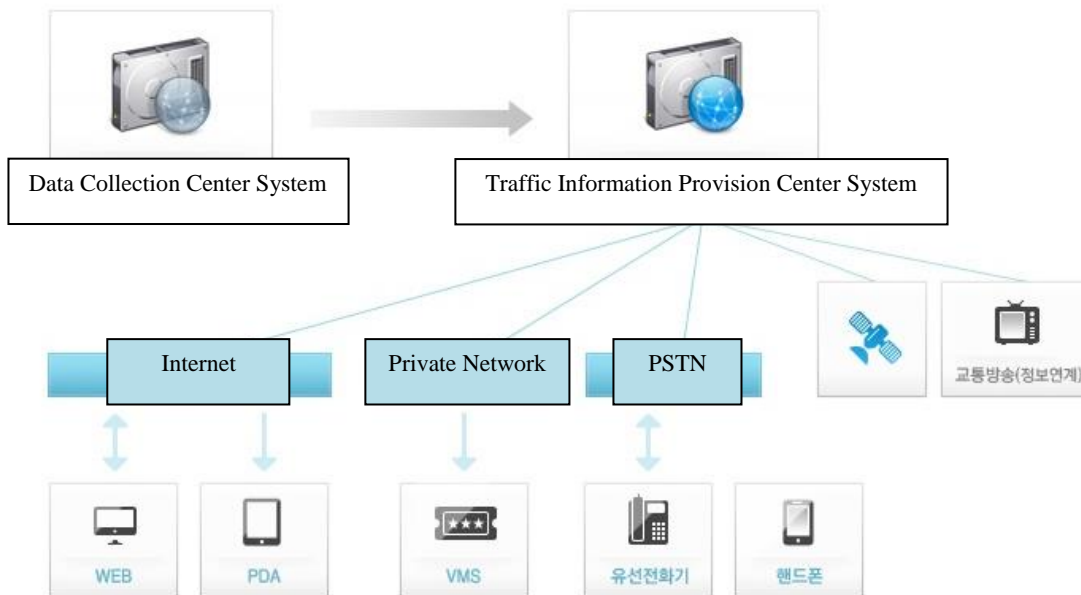 Data Collection Center System
Traffic Information Provision Center System
Internet
Private Network
PSTN
교통방송(정보연계)
WEB
PDA
VMS
유선전화기
핸드폰